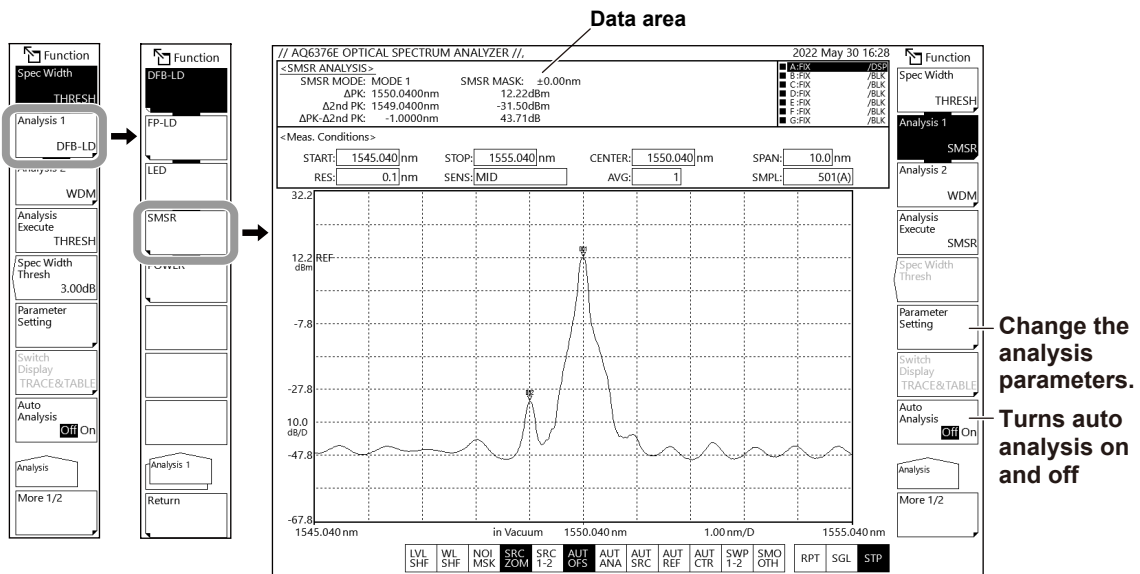 Data area
Function
Spec Width
THRESH
Analysis 1
DFB-LD
WDM
Analysis
Execute
THRESH
Spec Width
Thresh
3.00dB
Parameter
Setting
Switch
Display
TRACE&TABLE
Auto
Analysis
Off On
Analysis
More 1/2
Function
DFB-LD
FP-LD
LED
SMSR
POWER
Analysis 1
Return
// AQ6376E OPTICAL SPECTRUM ANALYZER //, 2022 May 30 16:28
<SMSR ANALYSIS>
SMSR MODE: MODE 1 SMSR MASK: ±0.00nm
ΔPK: 1550.0400nm 12.22dBm
Δ2nd PK: 1549.0400nm -31.50dBm
ΔPK-Δ2nd PK: -1.0000nm 43.71dB
A:FIX /DSP
B:FIX /BLK
C:FIX /BLK
D:FIX /BLK
E:FIX /BLK
F:FIX /BLK
G:FIX /BLK
<Meas. Conditions>
START: 1545.040 nm STOP: 1555.040 nm CENTER: 1550.040 nm SPAN: 10.0 nm
RES: 0.1 nm SENS: MID AVG: 1 SMPL: 501(A)
32.2
12.2 REF
dBm
-7.8
-27.8
10.0
dB/D
-47.8
-67.8
1545.040 nm in Vacuum 1550.040 nm 1.00 nm/D 1555.040 nm
LVL SHF WL SHF NOI MSK SRC ZOM SRC 1-2 AUT OFS AUT ANA AUT SRC AUT REF AUT CTR SWP 1-2 SMO OTH RPT SGL STP
Function
Spec Width
THRESH
Analysis 1
SMSR
Analysis 2
WDM
Analysis
Execute
SMSR
Spec Width
Thresh
Parameter
Setting
Switch
Display
TRACE&TABLE
Auto
Analysis
Off On
Analysis
More 1/2
Change the
analysis
parameters.
Turns auto
analysis on
and off